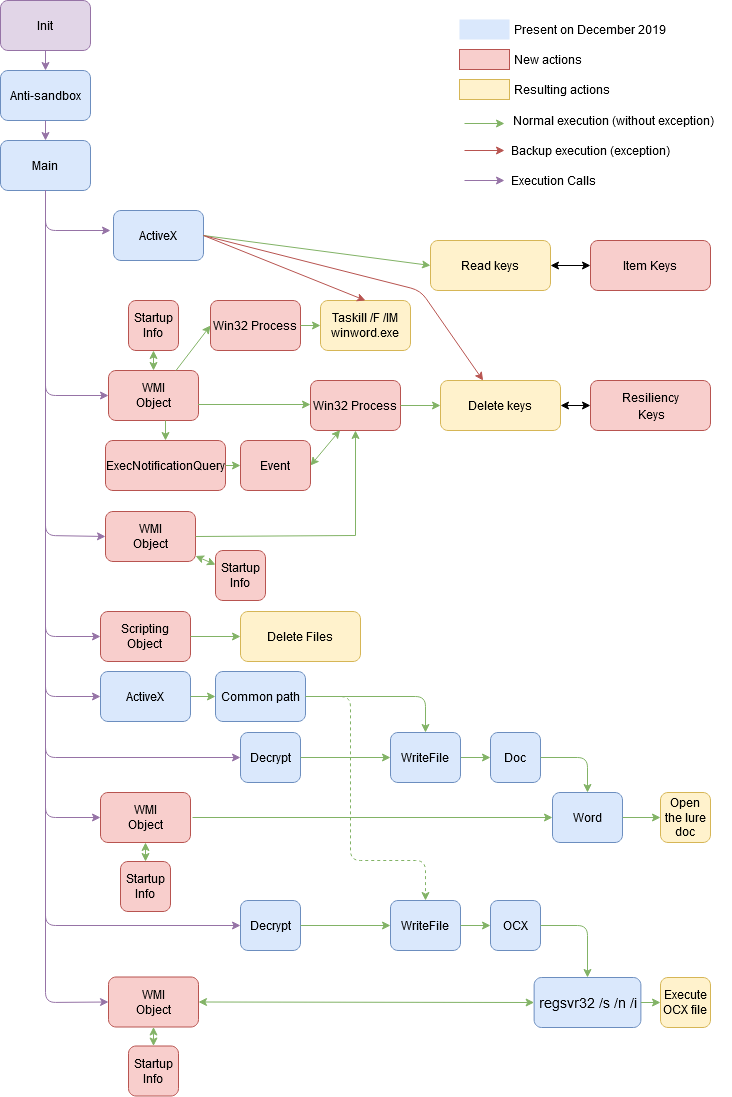 Init
Present on December 2019
New actions
Anti-sandbox
Resulting actions
Normal execution (without exception)
Backup execution (exception)
Main
Execution Calls
ActiveX
Read keys
Item Keys
Startup
Info
Win32 Process
Taskill /F /IM
winword.exe
WMI
Object
Win32 Process
Delete keys
Resiliency
Keys
ExecNotificationQuery
Event
WMI
Object
Startup
Info
Scripting
Object
Delete Files
ActiveX
Common path
Decrypt
WriteFile
Doc
WMI
Object
Word
Open
the lure
doc
Startup
Info
Decrypt
WriteFile
OCX
WMI
Object
regsvr32 /s /n /i
Execute
OCX file
Startup
Info